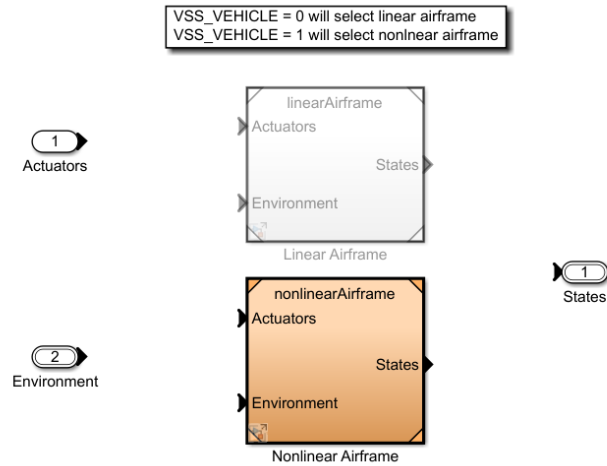 VSS_VEHICLE = 0 will select linear airframe
VSS_VEHICLE = 1 will select nonlnear airframe
1
Actuators
linearAirframe
Actuators
States
Environment
Linear Airframe
1
States
nonlinearAirframe
Actuators
States
Environment
Nonlinear Airframe
2
Environment